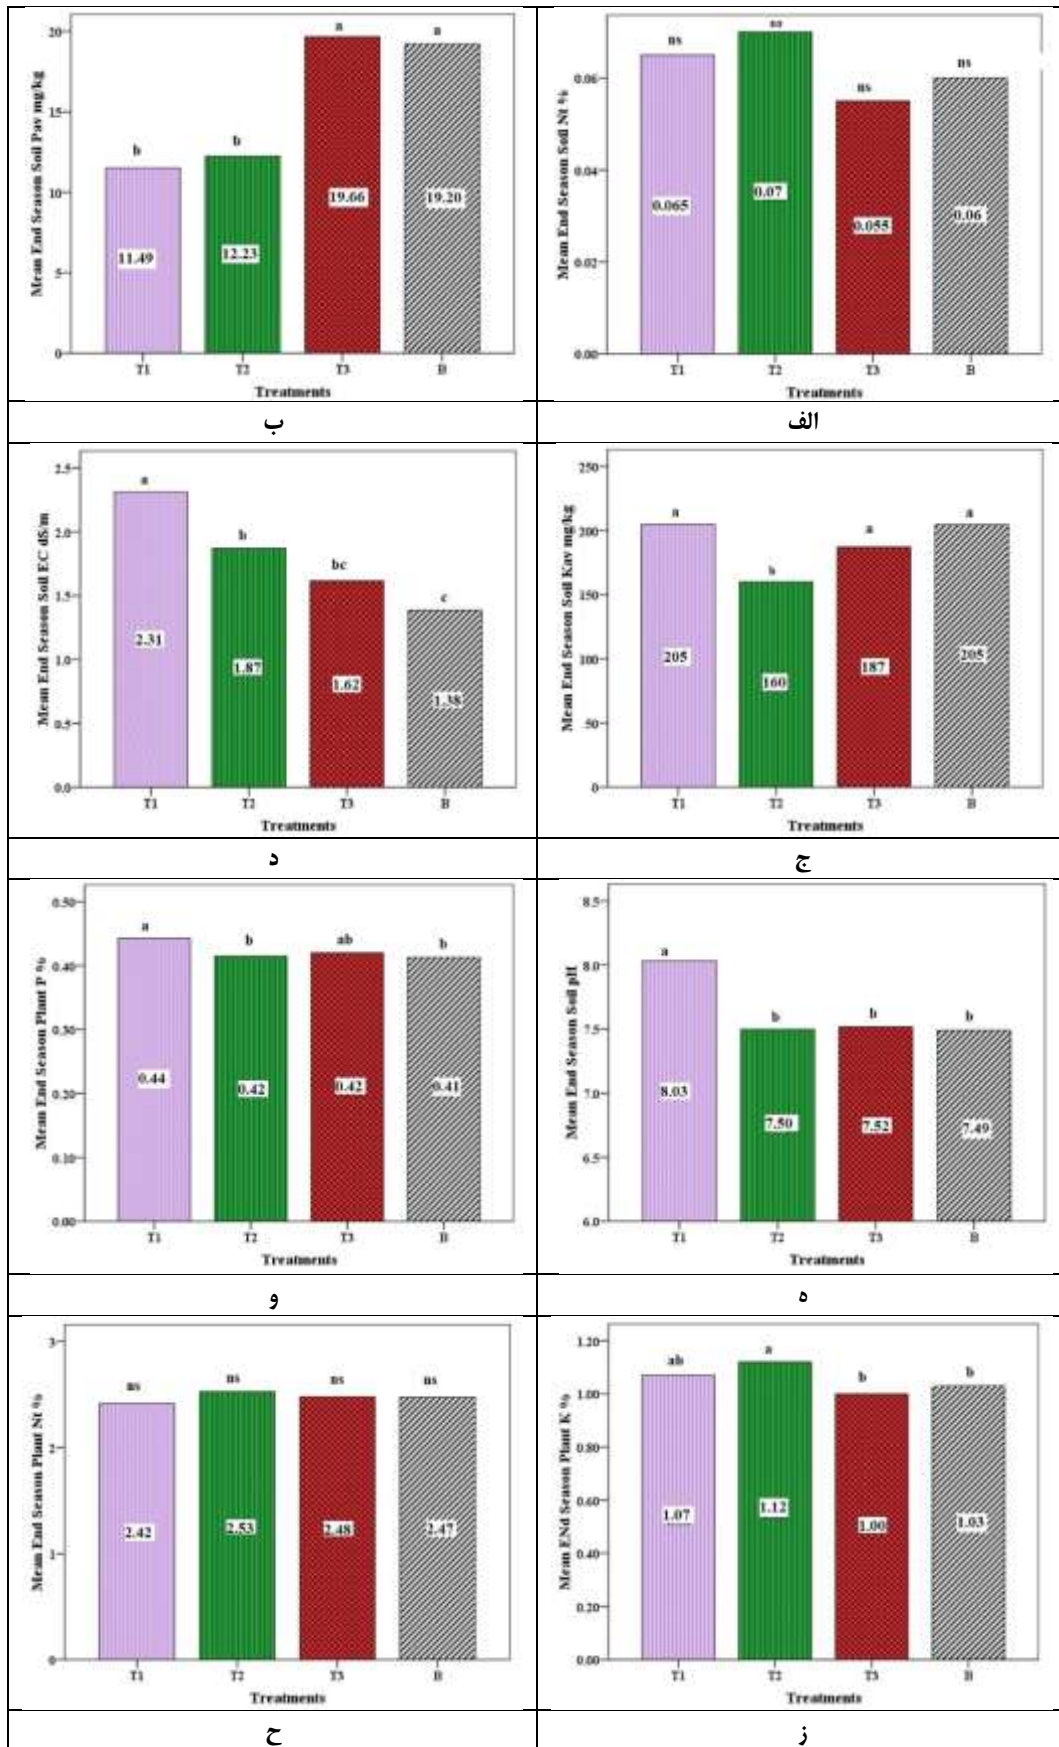 Mean End Season Soil Pav mg/kg
20
15
10
5
0
b
b
a
a
11.49
12.23
19.66
19.20
T1
T2
T3
B
Treatments
ب
Mean End Season Soil Nt %
0.06
0.04
0.02
0.00
ns
ns
ns
ns
0.065
0.07
0.055
0.06
T1
T2
T3
B
Treatments
الف
Mean End Season Soil EC dS/m
2.5
2.0
1.5
1.0
0.5
0.0
a
b
bc
c
2.31
1.87
1.62
1.38
T1
T2
T3
B
Treatments
د
Mean End Season Soil Kav mg/kg
250
200
150
100
50
0
a
b
a
a
205
160
187
205
T1
T2
T3
B
Treatments
ج
Mean End Season Plant P %
0.50
0.40
0.30
0.20
0.10
0.00
a
b
ab
b
0.44
0.42
0.42
0.41
T1
T2
T3
B
Treatments
و
Mean End Season Soil pH
8.5
8.0
7.5
7.0
6.5
6.0
a
b
b
b
8.03
7.50
7.52
7.49
T1
T2
T3
B
Treatments
ه
Mean End Season Plant Nt %
3
2
1
0
ns
ns
ns
ns
2.42
2.53
2.48
2.47
T1
T2
T3
B
Treatments
ح
Mean ENd Season Plant K %
1.20
1.00
0.80
0.60
0.40
0.20
0.00
ab
a
b
b
1.07
1.12
1.00
1.03
T1
T2
T3
B
Treatments
ز